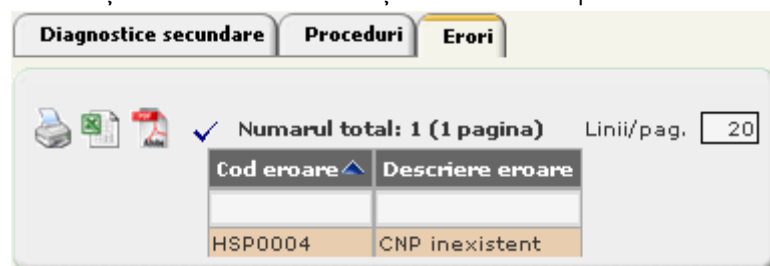 Diagnostice secundare Proceduri Erori
Numarul total: 1 (1 pagina) Linii/pag. 20
Cod eroare Descriere eroare
HSP0004 CNP inexistent